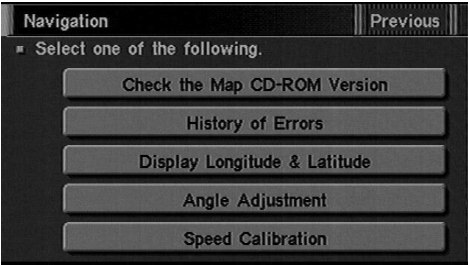 Navigation
Previous
Select one of the following.
Check the Map CD-ROM Version
History of Errors
Display Longitude & Latitude
Angle Adjustment
Speed Calibration